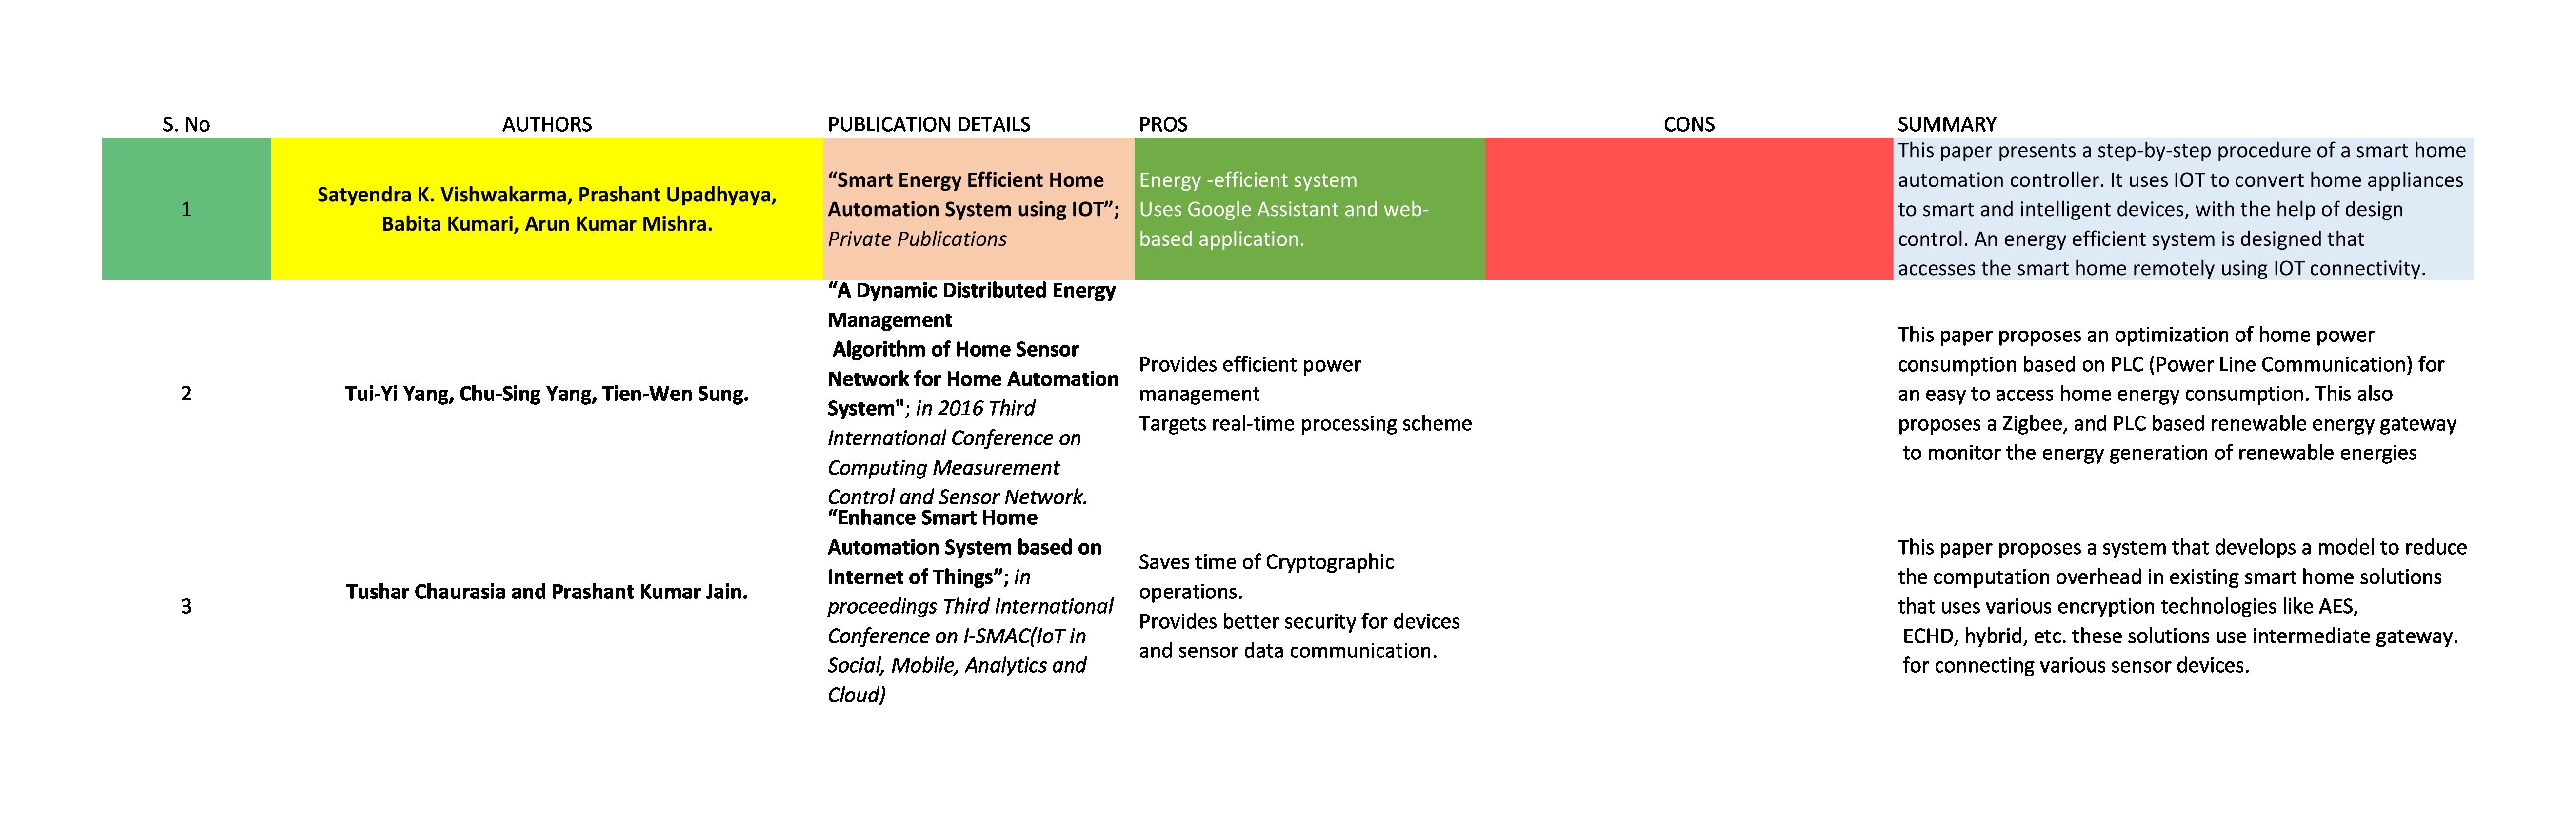 S. No AUTHORS PUBLICATION DETAILS PROS CONS SUMMARY
1
Satyendra K. Vishwakarma, Prashant Upadhyaya,
Babita Kumari, Arun Kumar Mishra.
“Smart Energy Efficient Home
Automation System using IOT”;
Private Publications
Energy -efficient system
Uses Google Assistant and web-
based application.
This paper presents a step-by-step procedure of a smart home
automation controller. It uses IOT to convert home appliances
to smart and intelligent devices, with the help of design
control. An energy efficient system is designed that
accesses the smart home remotely using IOT connectivity.
2
Tui-Yi Yang, Chu-Sing Yang, Tien-Wen Sung.
“A Dynamic Distributed Energy
Management
Algorithm of Home Sensor
Network for Home Automation
System"; in 2016 Third
International Conference on
Computing Measurement
Control and Sensor Network.
Provides efficient power
management
Targets real-time processing scheme
This paper proposes an optimization of home power
consumption based on PLC (Power Line Communication) for
an easy to access home energy consumption. This also
proposes a Zigbee, and PLC based renewable energy gateway
to monitor the energy generation of renewable energies
3
Tushar Chaurasia and Prashant Kumar Jain.
“Enhance Smart Home
Automation System based on
Internet of Things”; in
proceedings Third International
Conference on I-SMAC(IoT in
Social, Mobile, Analytics and
Cloud)
Saves time of Cryptographic
operations.
Provides better security for devices
and sensor data communication.
This paper proposes a system that develops a model to reduce
the computation overhead in existing smart home solutions
that uses various encryption technologies like AES,
ECHD, hybrid, etc. these solutions use intermediate gateway.
for connecting various sensor devices.